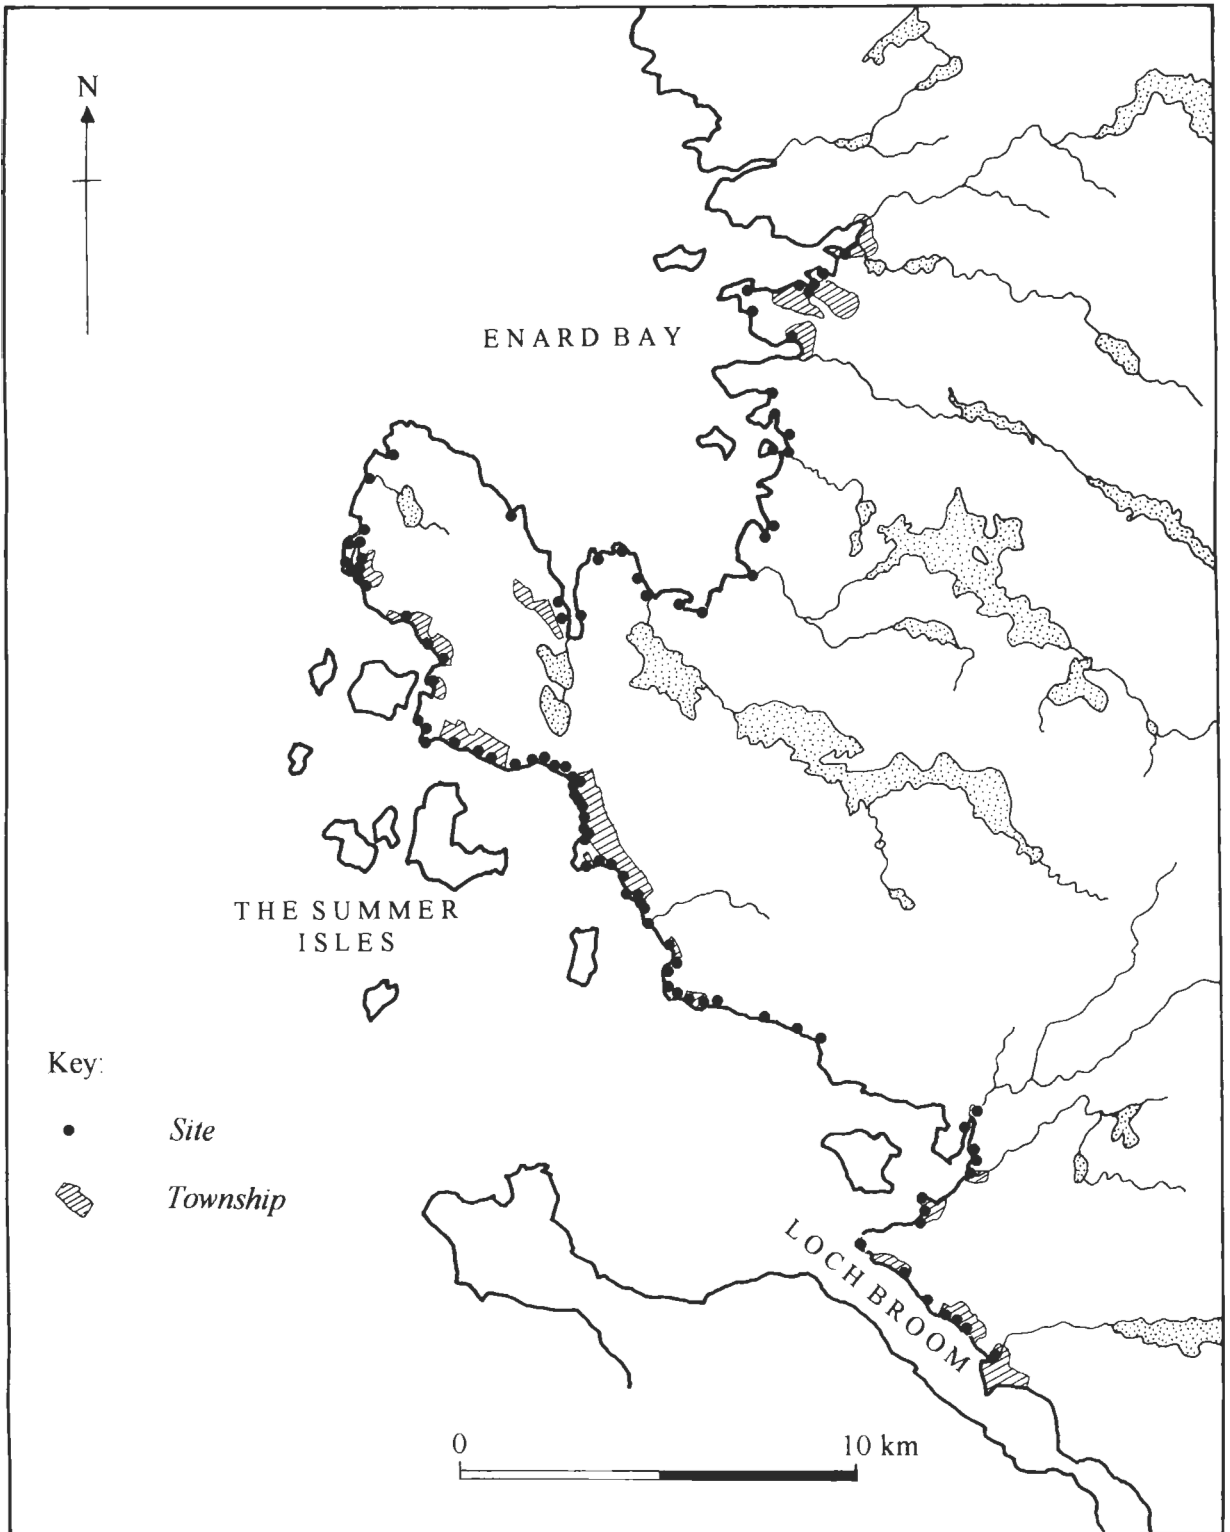 N
ENARD BAY
THE SUMMER
ISLES
Key:
Site
Township
LOCH BROOM
0 10 km